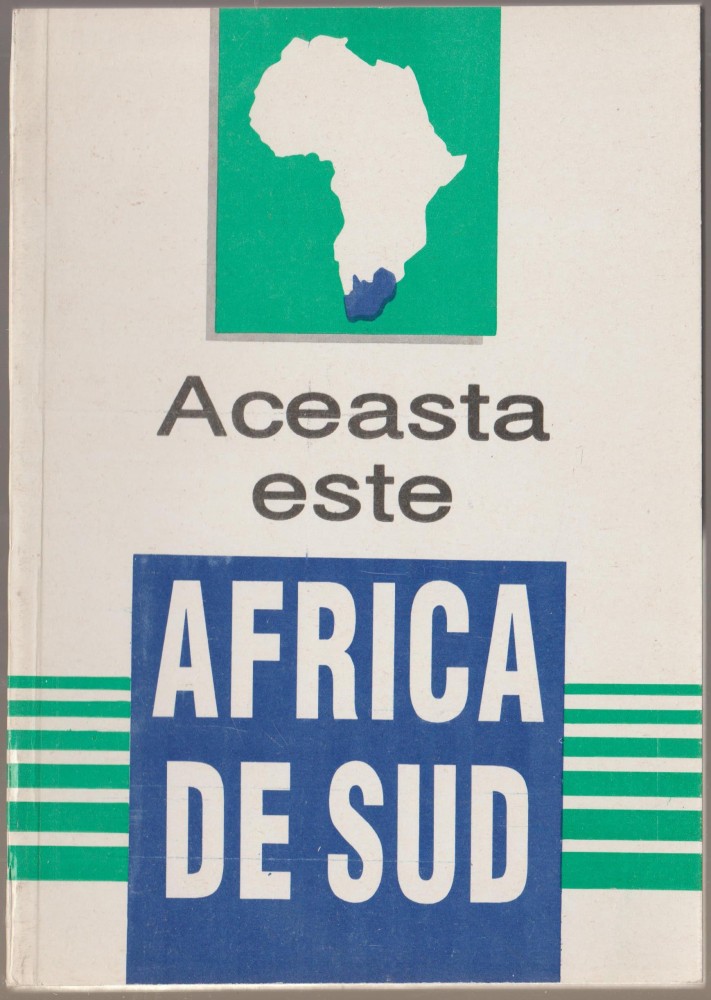 Aceasta
este
AFRICA
DE SUD